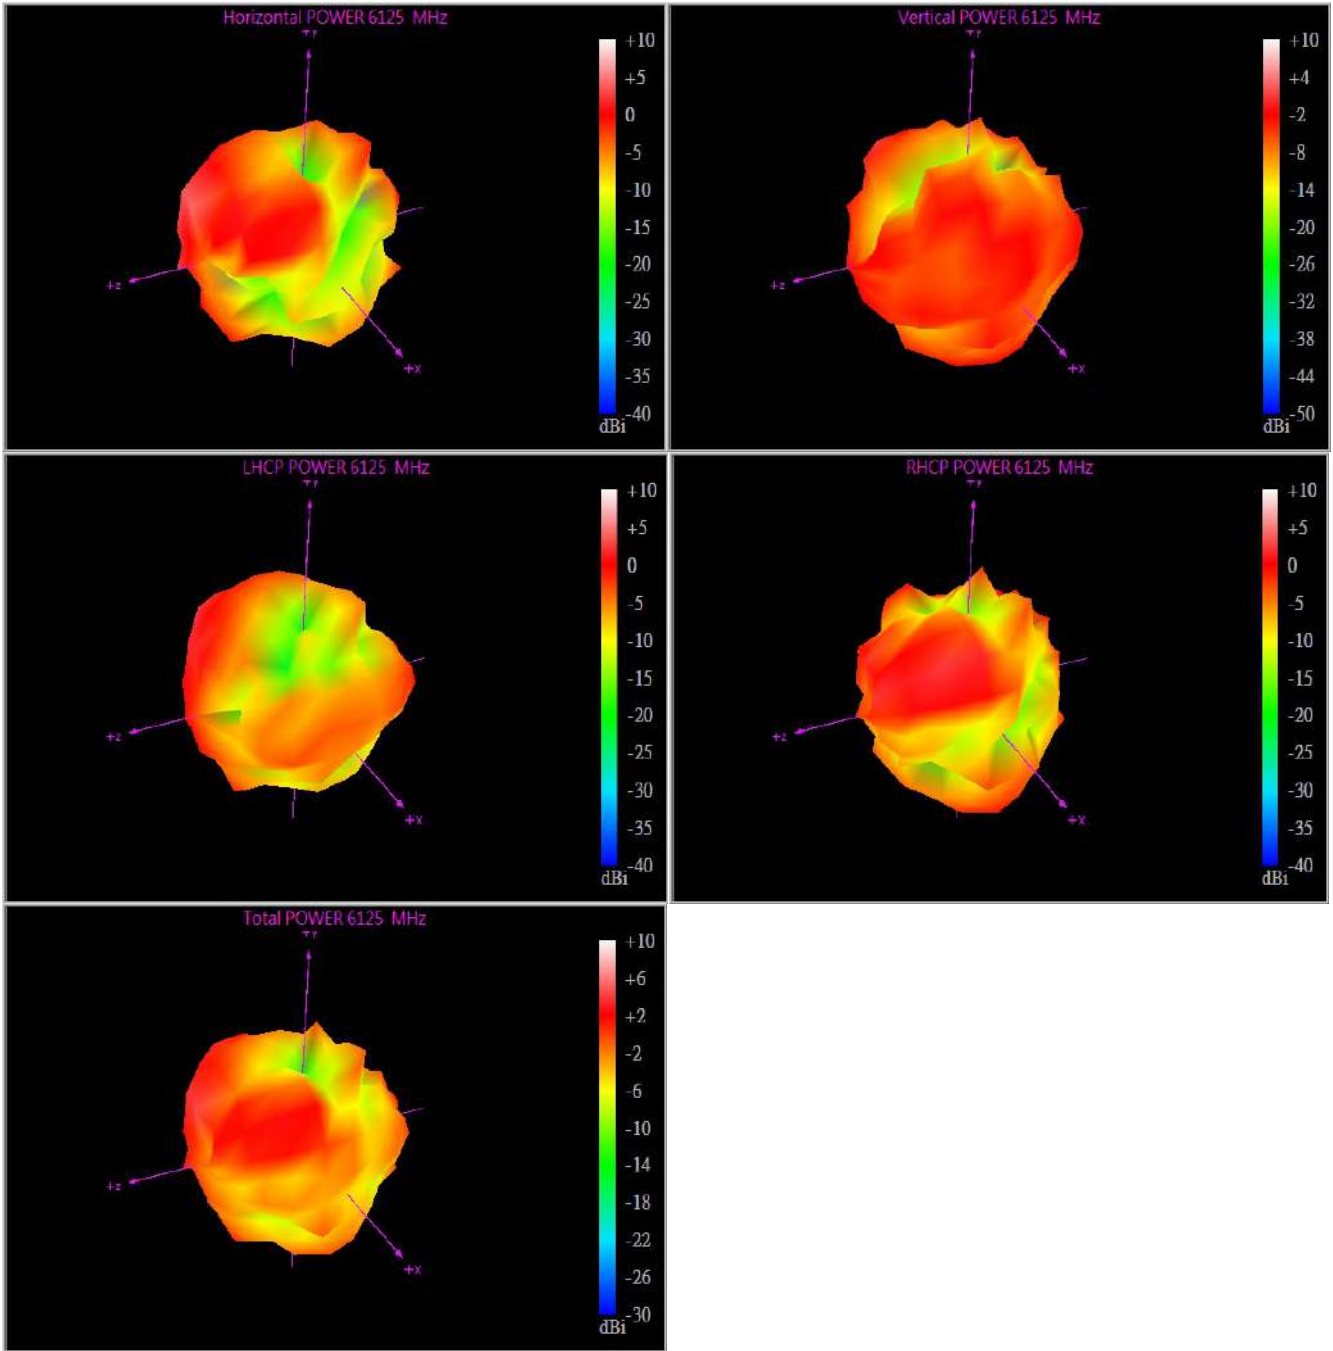 Horizontal POWER 6125 MHz
+Y
+10
+5
0
-5
-10
-15
-20
-25
-30
-35
-40
dBi
+z
+X
Vertical POWER 6125 MHz
+Y
+10
+4
-2
-8
-14
-20
-26
-32
-38
-44
-50
dBi
+z
+X
LHCP POWER 6125 MHz
+Y
+10
+5
0
-5
-10
-15
-20
-25
-30
-35
-40
dBi
+z
+X
RHCP POWER 6125 MHz
+Y
+10
+5
0
-5
-10
-15
-20
-25
-30
-35
-40
dBi
+z
+X
Total POWER 6125 MHz
+Y
+10
+6
+2
-2
-6
-10
-14
-18
-22
-26
-30
dBi
+z
+X